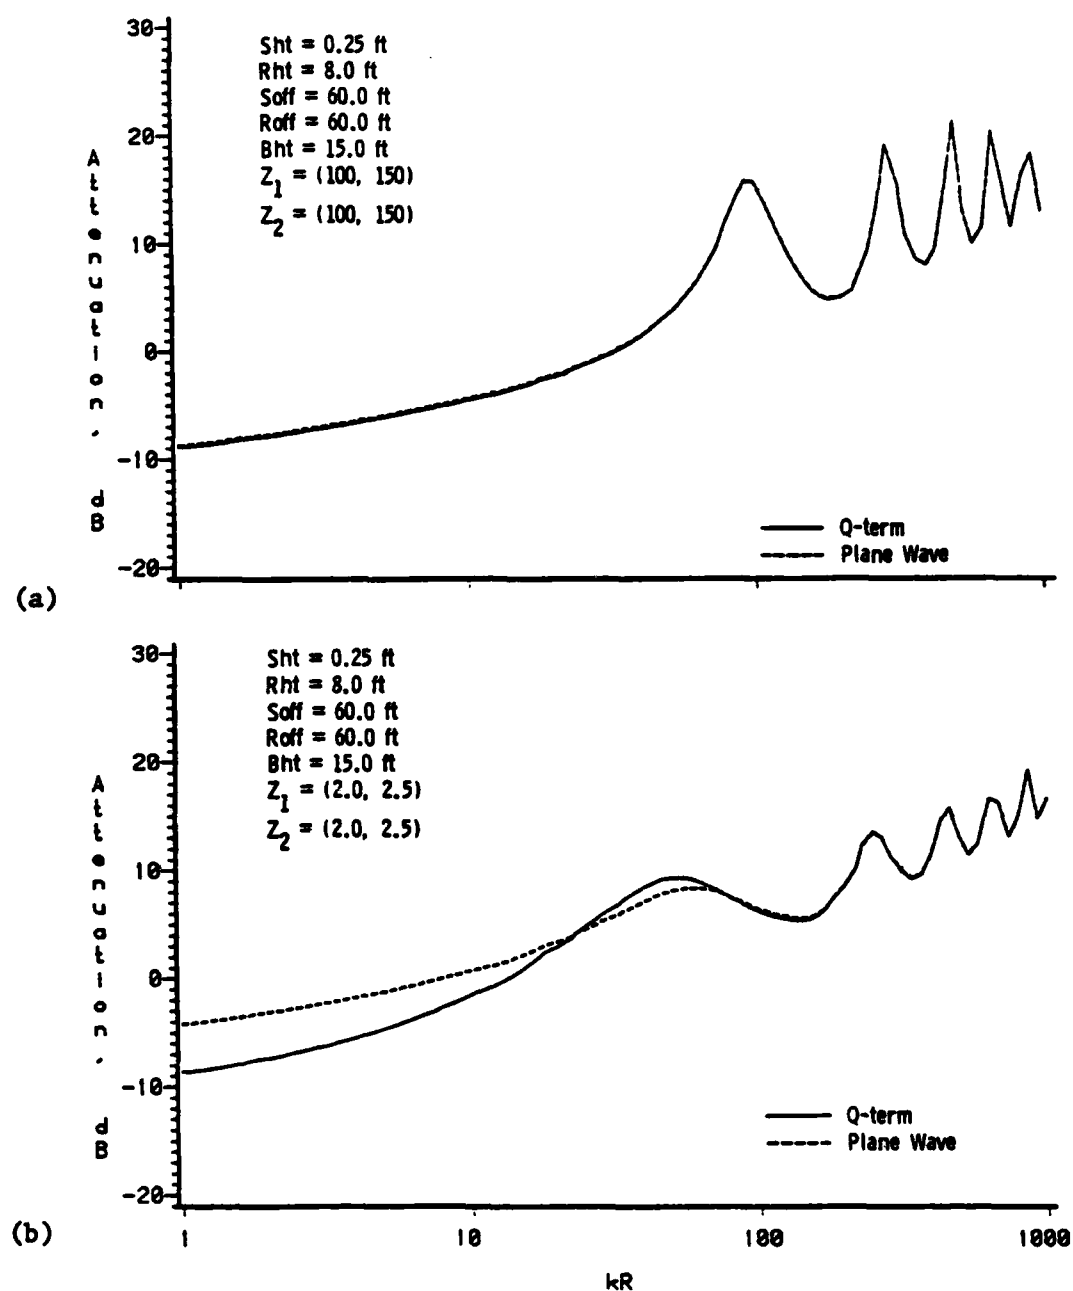 30
20
10
0
-10
-20
Attenuation, dB
Sht = 0.25 ft
Rht = 8.0 ft
Soff = 60.0 ft
Roff = 60.0 ft
Bht = 15.0 ft
Z1 = (100, 150)
Z2 = (100, 150)
Q-term
Plane Wave
(a)
30
20
10
0
-10
-20
Attenuation, dB
Sht = 0.25 ft
Rht = 8.0 ft
Soff = 60.0 ft
Roff = 60.0 ft
Bht = 15.0 ft
Z1 = (2.0, 2.5)
Z2 = (2.0, 2.5)
Q-term
Plane Wave
(b)
1 10 100 1000
kR